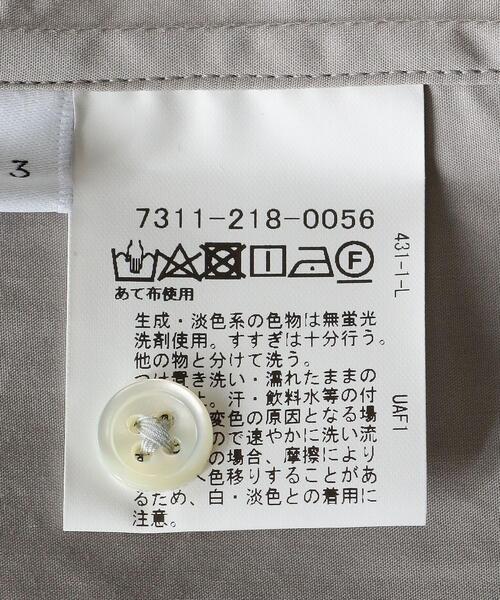 3
7311-218-0056
あて布使用
生成・淡色系の色物は無蛍光
洗剤使用。すすぎは十分行う。
他の物と分けて洗う。
つけ置き洗い・濡れたままの
よ。汗・飲料水等の付
変色の原因となる場
ので速やかに洗い流
の場合、摩擦により
へ色移りすることがあ
るため、白・淡色との着用に
注意。
431-1-L
UAF1